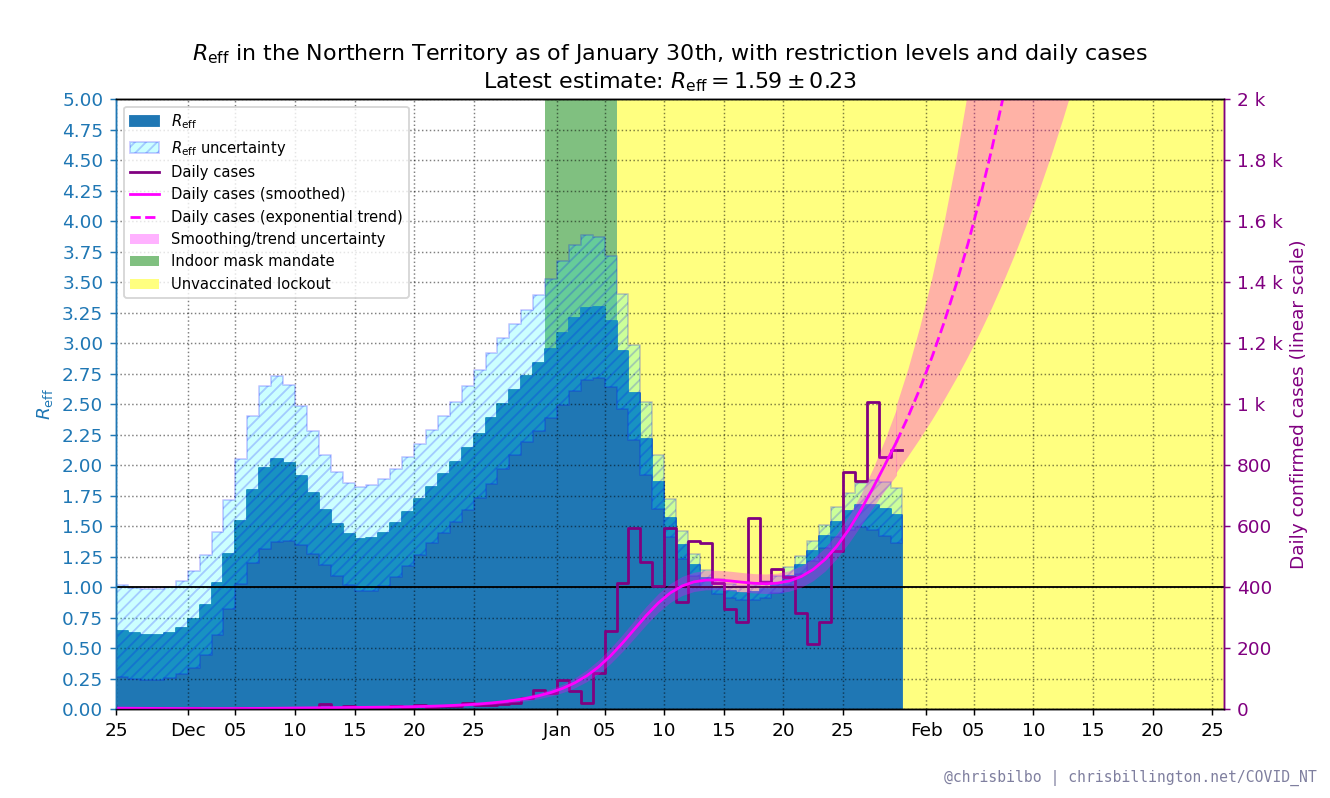 R_eff in the Northern Territory as of January 30th, with restriction levels and daily cases
Latest estimate: R_eff = 1.59 ± 0.23
R_eff
R_eff uncertainty
Daily cases
Daily cases (smoothed)
Daily cases (exponential trend)
Smoothing/trend uncertainty
Indoor mask mandate
Unvaccinated lockout
5.00
4.75
4.50
4.25
4.00
3.75
3.50
3.25
3.00
2.75
2.50
2.25
2.00
1.75
1.50
1.25
1.00
0.75
0.50
0.25
0.00
R_eff
2 k
1.8 k
1.6 k
1.4 k
1.2 k
1 k
800
600
400
200
0
Daily confirmed cases (linear scale)
25 Dec 05 10 15 20 25 Jan 05 10 15 20 25 Feb 05 10 15 20 25
@chrisbilbo | chrisbillington.net/COVID_NT